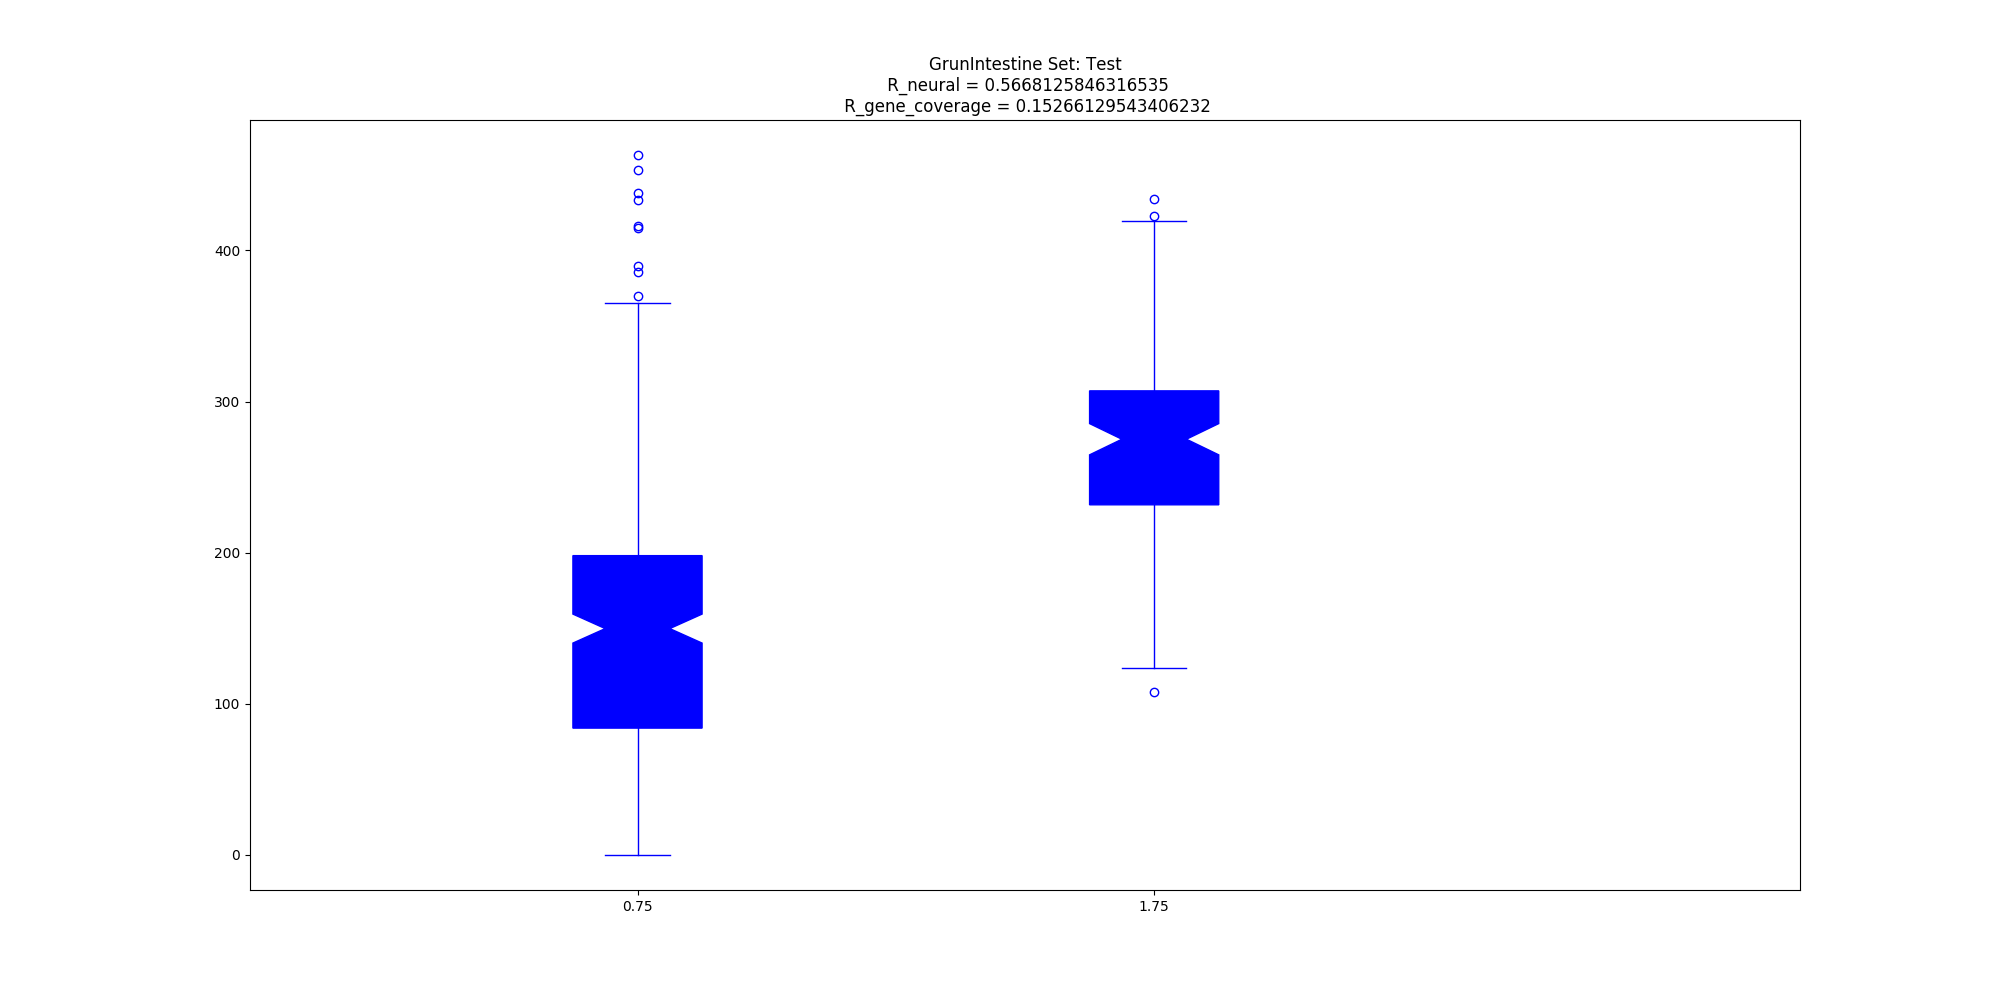 GrunIntestine Set: Test
R_neural = 0.5668125846316535
R_gene_coverage = 0.15266129543406232
400
300
200
100
0
0.75 1.75